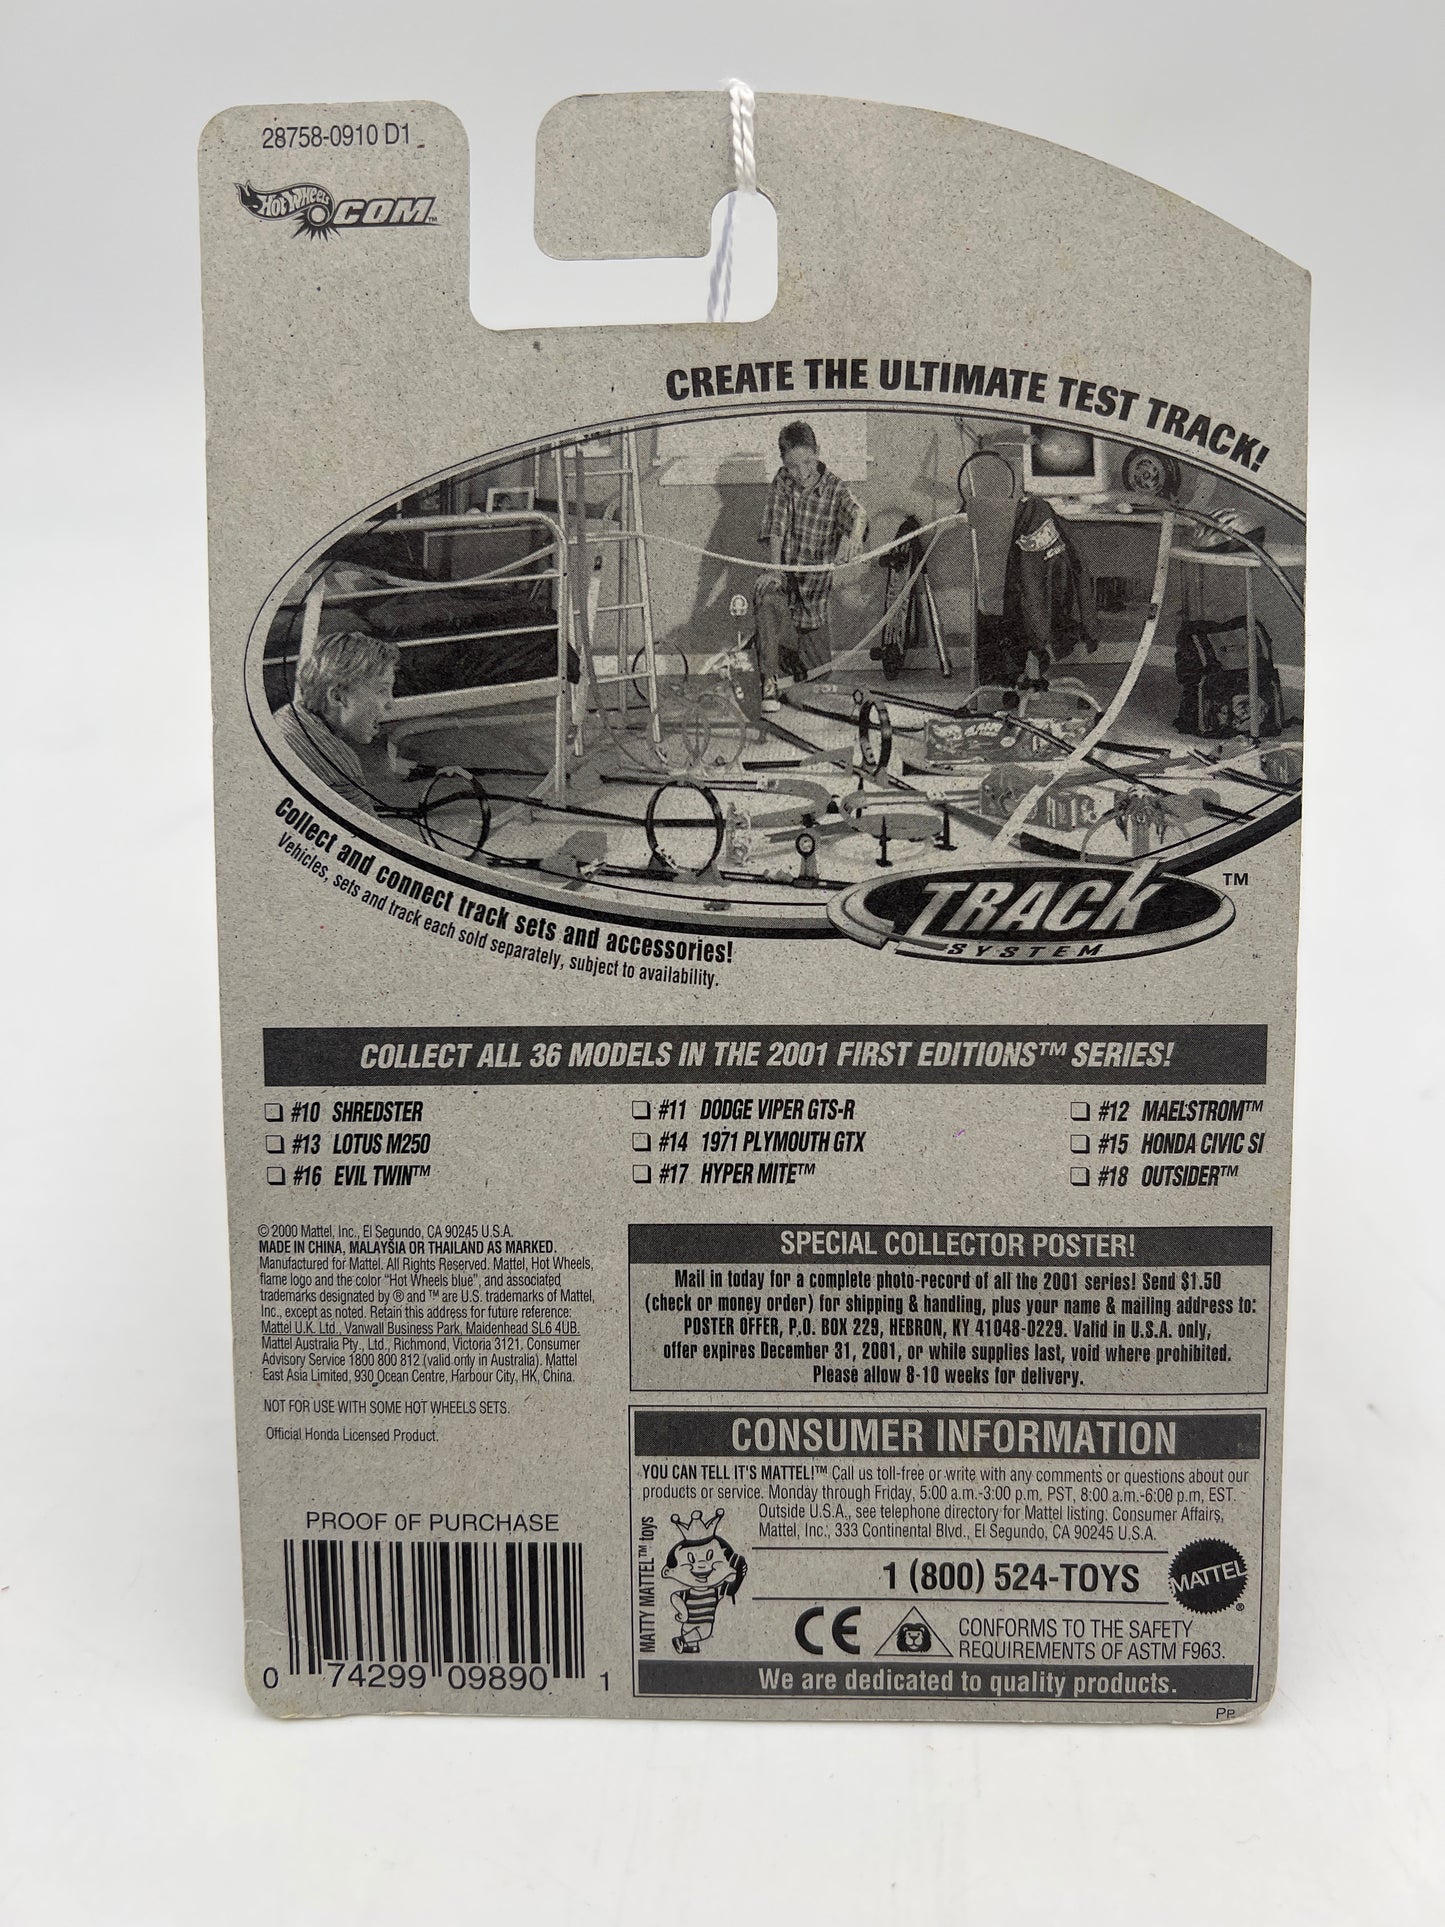 28758-0910 D1
HOT WHEELS .COM™
CREATE THE ULTIMATE TEST TRACK!
Collect and connect track sets and accessories!
Vehicles, sets and track each sold separately, subject to availability.
TRACK™
SYSTEM
COLLECT ALL 36 MODELS IN THE 2001 FIRST EDITIONS™ SERIES!
❏ #10 SHREDSTER ❏ #11 DODGE VIPER GTS-R ❏ #12 MAELSTROM™
❏ #13 LOTUS M250 ❏ #14 1971 PLYMOUTH GTX ❏ #15 HONDA CIVIC SI
❏ #16 EVIL TWIN™ ❏ #17 HYPER MITE™ ❏ #18 OUTSIDER™
© 2000 Mattel, Inc., El Segundo, CA 90245 U.S.A.
MADE IN CHINA, MALAYSIA OR THAILAND AS MARKED.
Manufactured for Mattel. All Rights Reserved. Mattel, Hot Wheels,
flame logo and the color "Hot Wheels blue", and associated
trademarks designated by ® and ™ are U.S. trademarks of Mattel,
Inc., except as noted. Retain this address for future reference:
Mattel U.K. Ltd., Vanwall Business Park, Maidenhead SL6 4UB.
Mattel Australia Pty., Ltd., Richmond, Victoria 3121. Consumer
Advisory Service 1800 800 812 (valid only in Australia). Mattel
East Asia Limited, 930 Ocean Centre, Harbour City, HK, China.
NOT FOR USE WITH SOME HOT WHEELS SETS.
Official Honda Licensed Product.
PROOF OF PURCHASE
0 74299 09890 1
SPECIAL COLLECTOR POSTER!
Mail in today for a complete photo-record of all the 2001 series! Send $1.50
(check or money order) for shipping & handling, plus your name & mailing address to:
POSTER OFFER, P.O. BOX 229, HEBRON, KY 41048-0229. Valid in U.S.A. only,
offer expires December 31, 2001, or while supplies last, void where prohibited.
Please allow 8-10 weeks for delivery.
CONSUMER INFORMATION
YOU CAN TELL IT'S MATTEL!™ Call us toll-free or write with any comments or questions about our
products or service. Monday through Friday, 5:00 a.m.-3:00 p.m, PST, 8:00 a.m.-6:00 p.m, EST.
Outside U.S.A., see telephone directory for Mattel listing. Consumer Affairs,
Mattel, Inc., 333 Continental Blvd., El Segundo, CA 90245 U.S.A.
MATTY MATTEL™ toys
1 (800) 524-TOYS
MATTEL®
CE
CONFORMS TO THE SAFETY
REQUIREMENTS OF ASTM F963.
We are dedicated to quality products.
PP